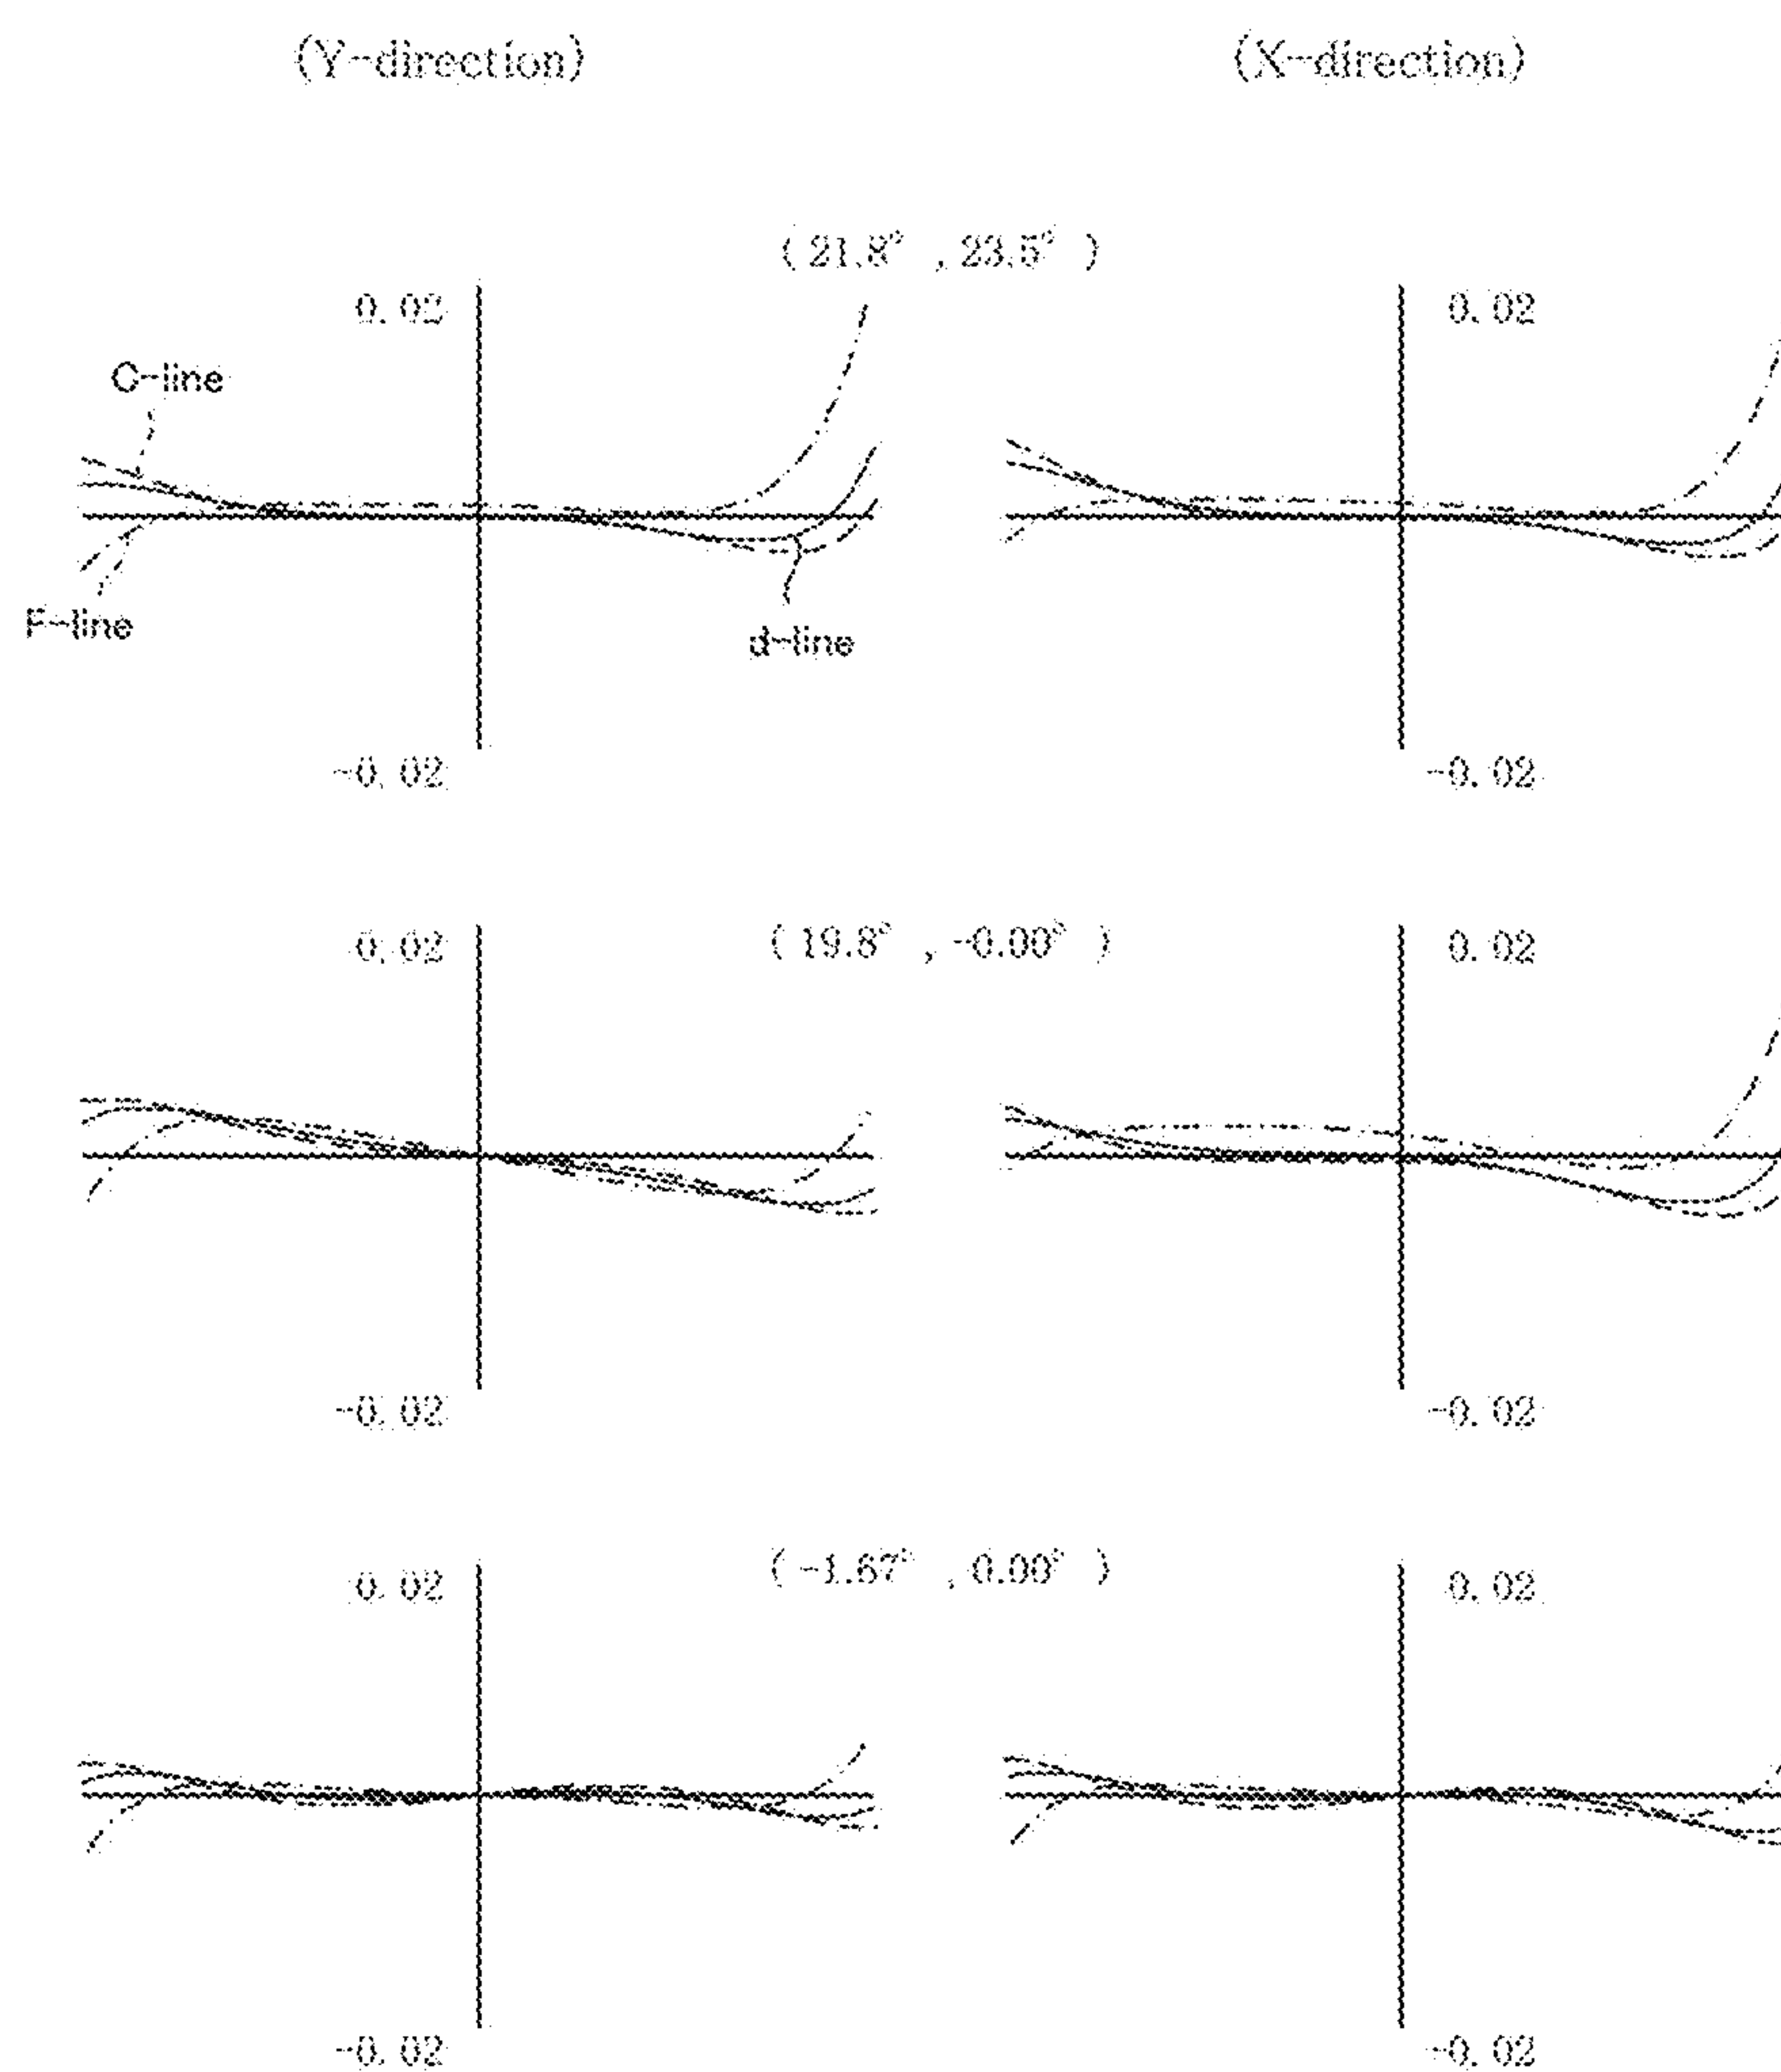 (Y-direction) (X-direction)
(21.8° , 23.5° )
0.02 0.02
C-line
F-line
d-line
-0.02 -0.02
0.02 (19.8° , -0.00° ) 0.02
-0.02 -0.02
(-1.67° , 0.00° )
0.02 0.02
-0.02 -0.02